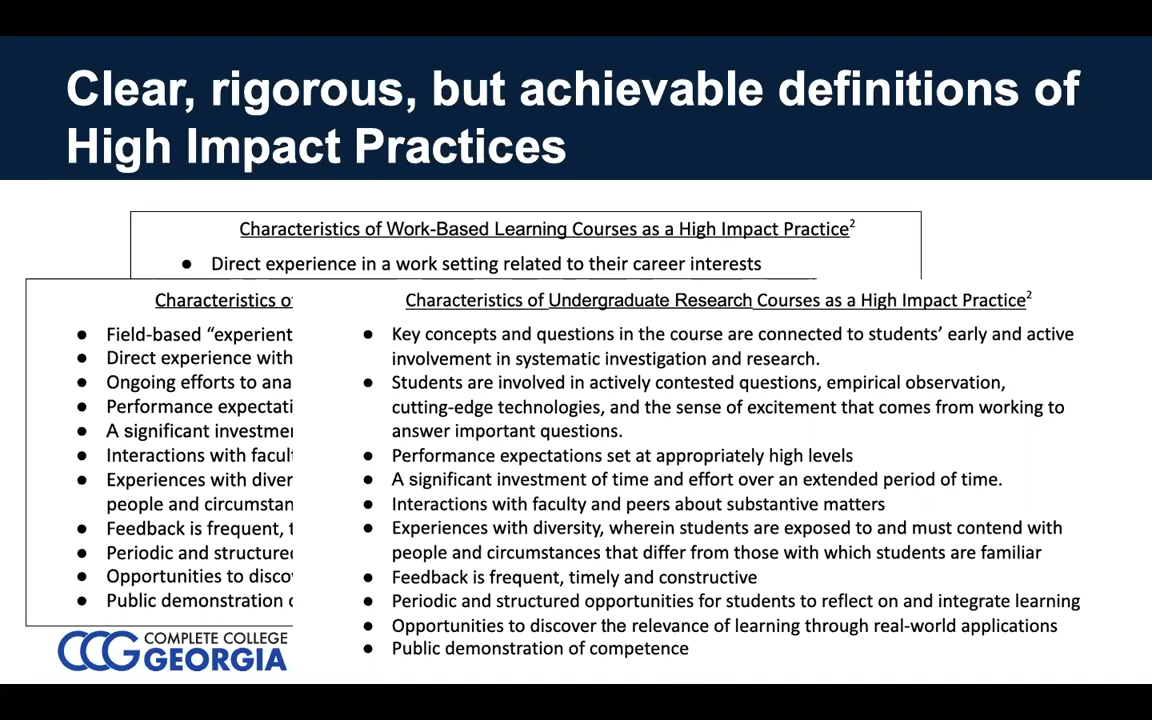 Clear, rigorous, but achievable definitions of
High Impact Practices
Characteristics of Work-Based Learning Courses as a High Impact Practice2
● Direct experience in a work setting related to their career interests
Characteristics
● Field-based “experient
● Direct experience with
● Ongoing efforts to ana
● Performance expectati
● A significant investme
● Interactions with facul
● Experiences with diver
people and circumstan
● Feedback is frequent, t
● Periodic and structured
● Opportunities to disco
● Public demonstration
Characteristics of Undergraduate Research Courses as a High Impact Practice2
● Key concepts and questions in the course are connected to students’ early and active
involvement in systematic investigation and research.
● Students are involved in actively contested questions, empirical observation,
cutting-edge technologies, and the sense of excitement that comes from working to
answer important questions.
● Performance expectations set at appropriately high levels
● A significant investment of time and effort over an extended period of time.
● Interactions with faculty and peers about substantive matters
● Experiences with diversity, wherein students are exposed to and must contend with
people and circumstances that differ from those with which students are familiar
● Feedback is frequent, timely and constructive
● Periodic and structured opportunities for students to reflect on and integrate learning
● Opportunities to discover the relevance of learning through real-world applications
● Public demonstration of competence
CCG COMPLETE COLLEGE
GEORGIA